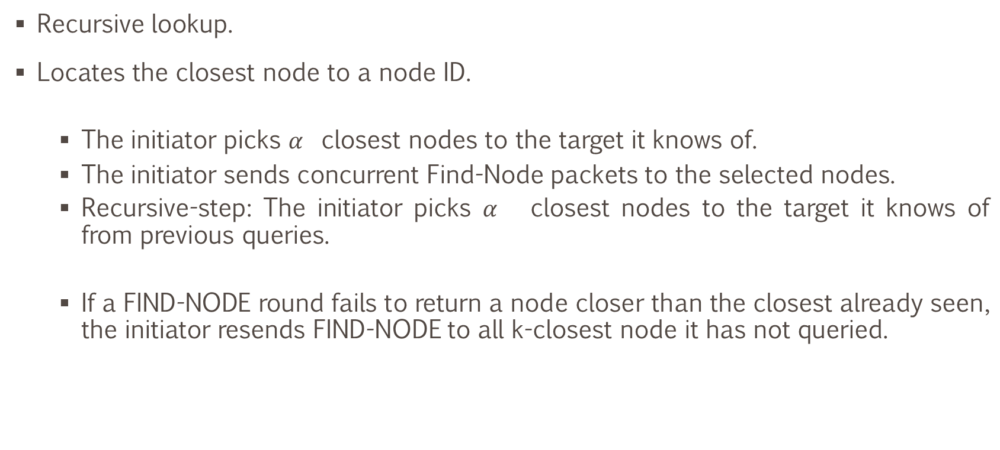 ▪ Recursive lookup.
▪ Locates the closest node to a node ID.
▪ The initiator picks α closest nodes to the target it knows of.
▪ The initiator sends concurrent Find-Node packets to the selected nodes.
▪ Recursive-step: The initiator picks α closest nodes to the target it knows of
from previous queries.
▪ If a FIND-NODE round fails to return a node closer than the closest already seen,
the initiator resends FIND-NODE to all k-closest node it has not queried.